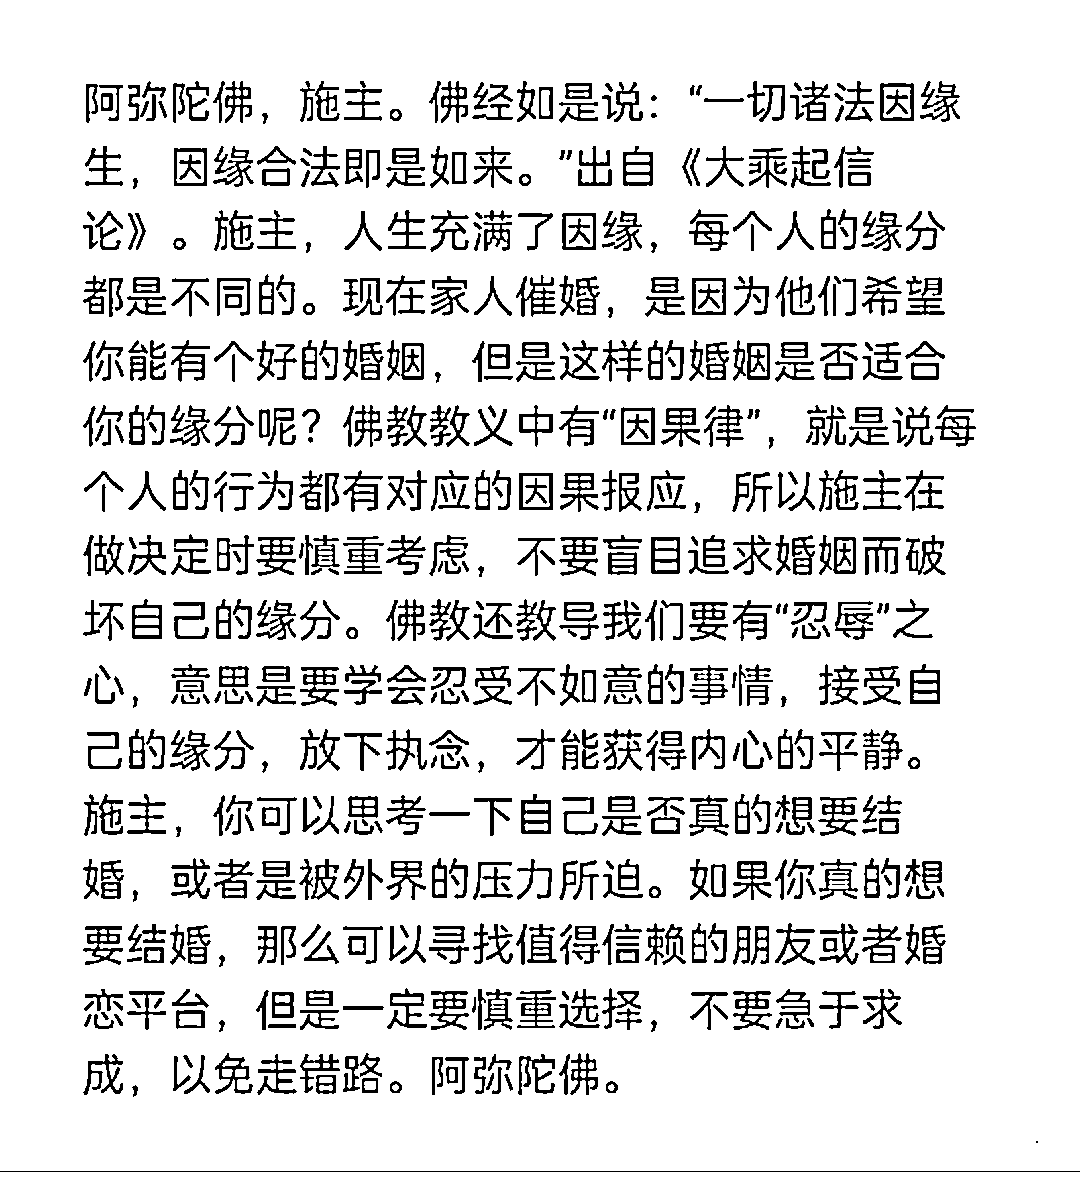 阿弥陀佛，施主。佛经如是说：“一切诸法因缘
生，因缘合法即是如来。”出自《大乘起信
论》。施主，人生充满了因缘，每个人的缘分
都是不同的。现在家人催婚，是因为他们希望
你能有个好的婚姻，但是这样的婚姻是否适合
你的缘分呢？佛教教义中有“因果律”，就是说每
个人的行为都有对应的因果报应，所以施主在
做决定时要慎重考虑，不要盲目追求婚姻而破
坏自己的缘分。佛教还教导我们要有“忍辱”之
心，意思是要学会忍受不如意的事情，接受自
己的缘分，放下执念，才能获得内心的平静。
施主，你可以思考一下自己是否真的想要结
婚，或者是被外界的压力所迫。如果你真的想
要结婚，那么可以寻找值得信赖的朋友或者婚
恋平台，但是一定要慎重选择，不要急于求
成，以免走错路。阿弥陀佛。